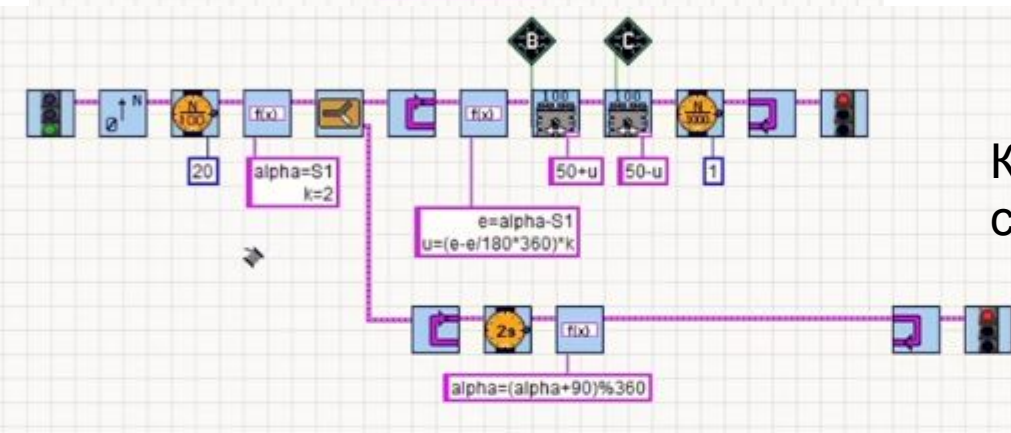 B
C
N
N
100
f(x)
f(x)
100
100
N
1000
20
alpha=S1
k=2
50+u
50-u
1
К
с
e=alpha-S1
u=(e-e/180*360)*k
2s
f(x)
alpha=(alpha+90)%360